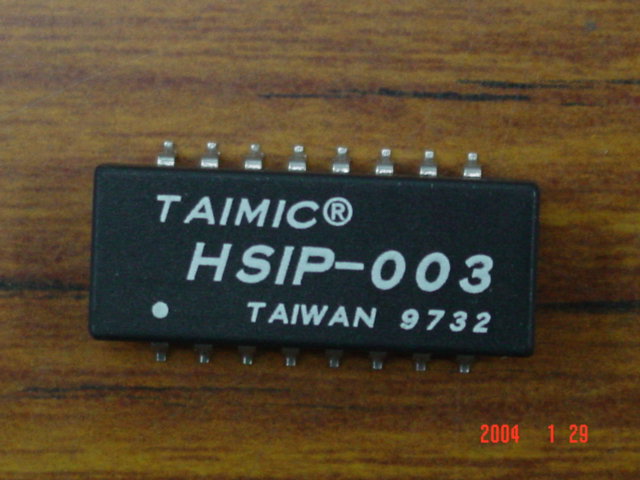 TAIMIC®
HSIP-003
TAIWAN 9732
2004 1 29